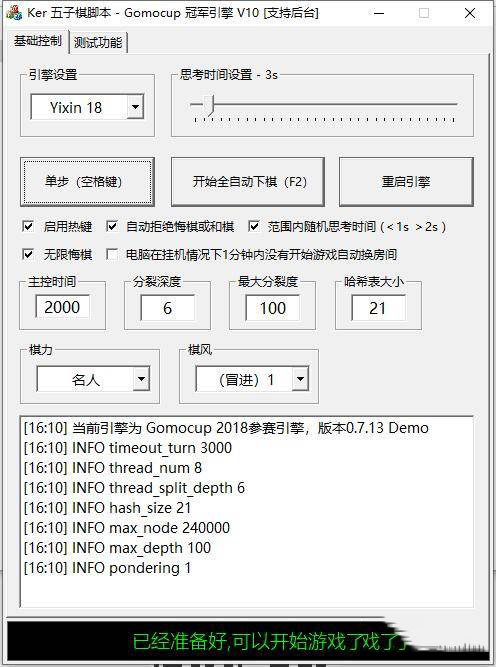 Ker 五子棋脚本 - Gomocup 冠军引擎 V10 [支持后台]
基础控制 测试功能
引擎设置 思考时间设置 - 3s
Yixin 18
单步（空格键） 开始全自动下棋（F2） 重启引擎
启用热键 自动拒绝悔棋或和棋 范围内随机思考时间 (＜1s ＞2s )
无限悔棋 电脑在挂机情况下1分钟内没有开始游戏自动换房间
主控时间 分裂深度 最大分裂度 哈希表大小
2000 6 100 21
棋力 棋风
名人 （冒进）1
[16:10] 当前引擎为 Gomocup 2018参赛引擎，版本0.7.13 Demo
[16:10] INFO timeout_turn 3000
[16:10] INFO thread_num 8
[16:10] INFO thread_split_depth 6
[16:10] INFO hash_size 21
[16:10] INFO max_node 240000
[16:10] INFO max_depth 100
[16:10] INFO pondering 1
已经准备好,可以开始游戏了戏了